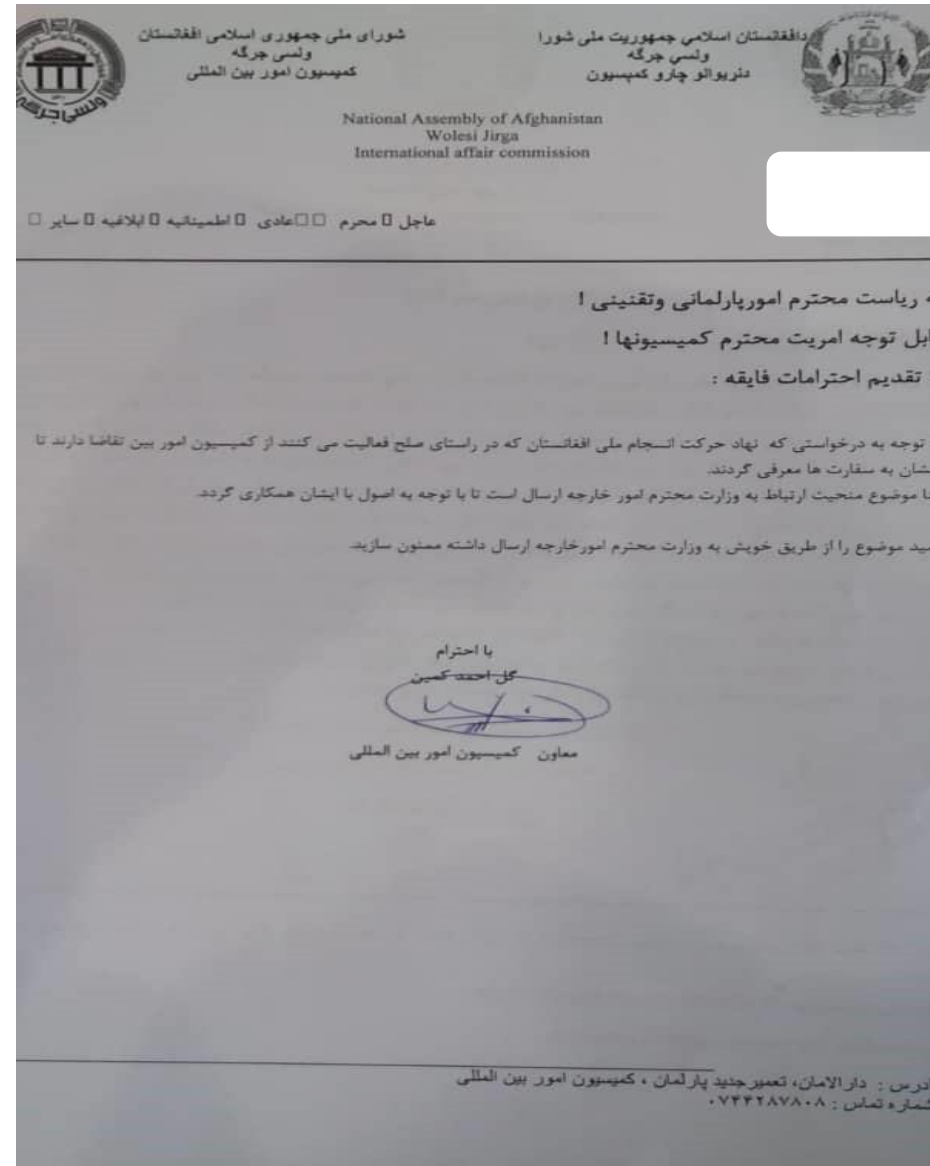 شورای ملی جمهوری اسلامی افغانستان
ولسی جرگه
کمیسیون امور بین المللی
دافغانستان اسلامي جمهوریت ملی شورا
ولسي جرگه
دنړیوالو چارو کمیسیون
ولسی جرگه
National Assembly of Afghanistan
Wolesi Jirga
International affair commission
عاجل محرم عادی اطمینانیه ابلاغیه سایر
ریاست محترم امورپارلمانی وتقنینی !
توجه امریت محترم کمیسیونها !
تقدیم احترامات فایقه :
توجه به درخواستی که نهاد حرکت انسجام ملی افغانستان که در راستای صلح فعالیت می کنند از کمیسیون امور بین تقاضا دارند تا
به سفارت ها معرفی گردند.
موضوع منحیث ارتباط به وزارت محترم امور خارجه ارسال است تا با توجه به اصول با ایشان همکاری گردد.
موضوع را از طریق خویش به وزارت محترم امورخارجه ارسال داشته ممنون سازید.
با احترام
گل احمد کمین
معاون کمیسیون امور بین المللی
درس : دارالامان، تعمیرجدید پارلمان ، کمیسیون امور بین المللی
شماره تماس : ۰۷۴۴۲۸۷۸۰۸